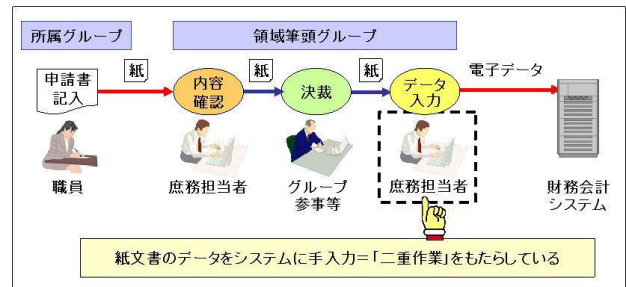 所属グループ
領域筆頭グループ
申請書
記入
紙
内容
確認
紙
決裁
紙
データ
入力
電子データ
職員
庶務担当者
グループ
参事等
庶務担当者
財務会計
システム
紙文書のデータをシステムに手入力=「二重作業」をもたらしている